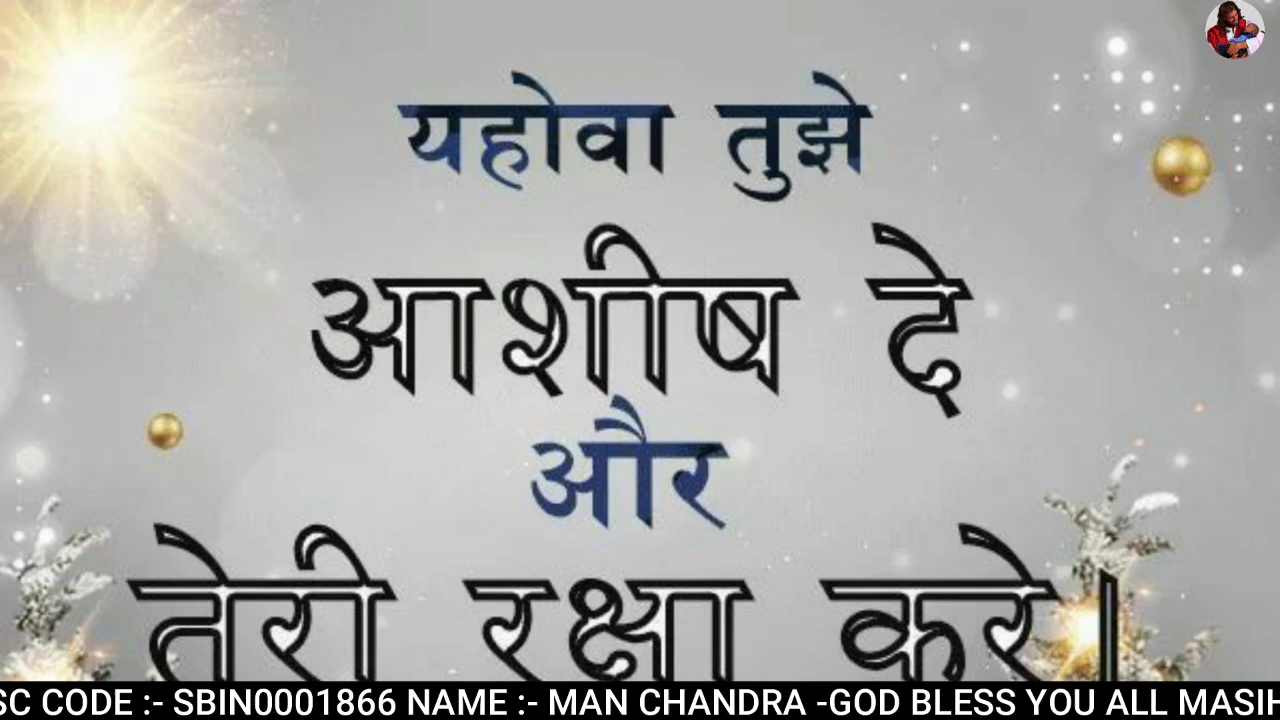 यहोवा तुझे
आशीष दे
और
तेरी रक्षा करे।
SC CODE :- SBIN0001866 NAME :- MAN CHANDRA -GOD BLESS YOU ALL MASIH